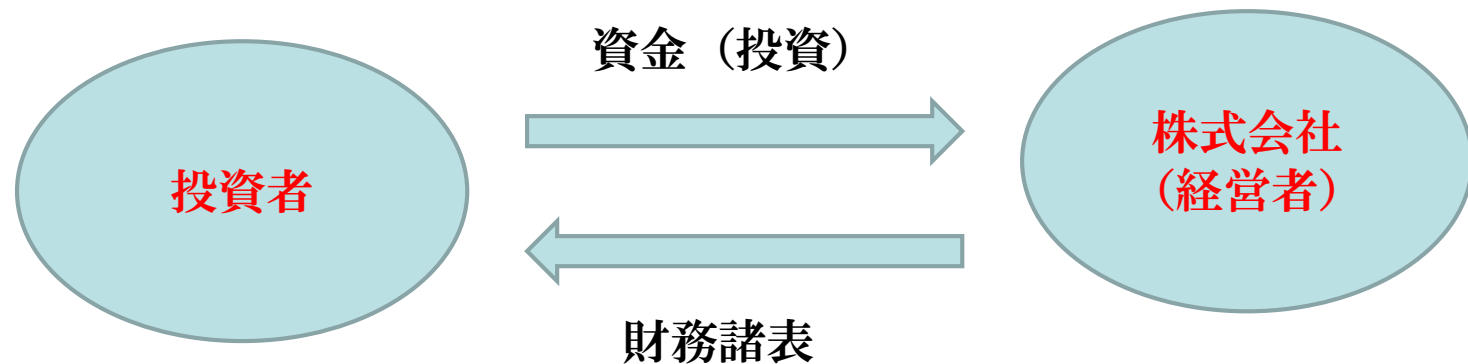 資金（投資）
投資者
株式会社
（経営者）
財務諸表